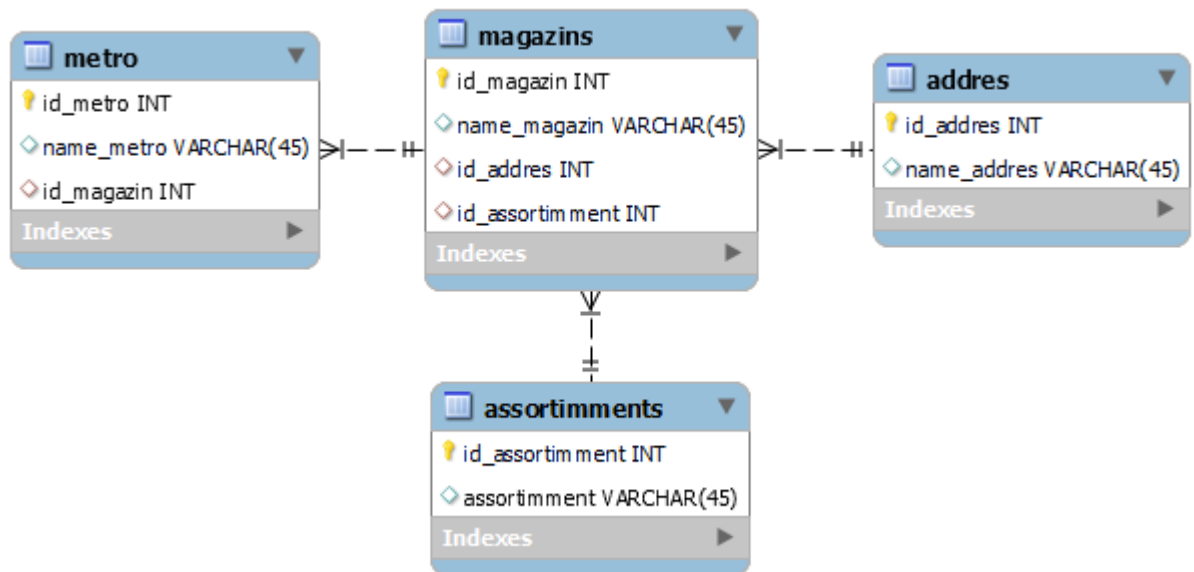 metro
id_metro INT
name_metro VARCHAR(45)
id_magazin INT
Indexes
magazins
id_magazin INT
name_magazin VARCHAR(45)
id_addres INT
id_assortimment INT
Indexes
addres
id_addres INT
name_addres VARCHAR(45)
Indexes
assortimments
id_assortimment INT
assortimment VARCHAR(45)
Indexes